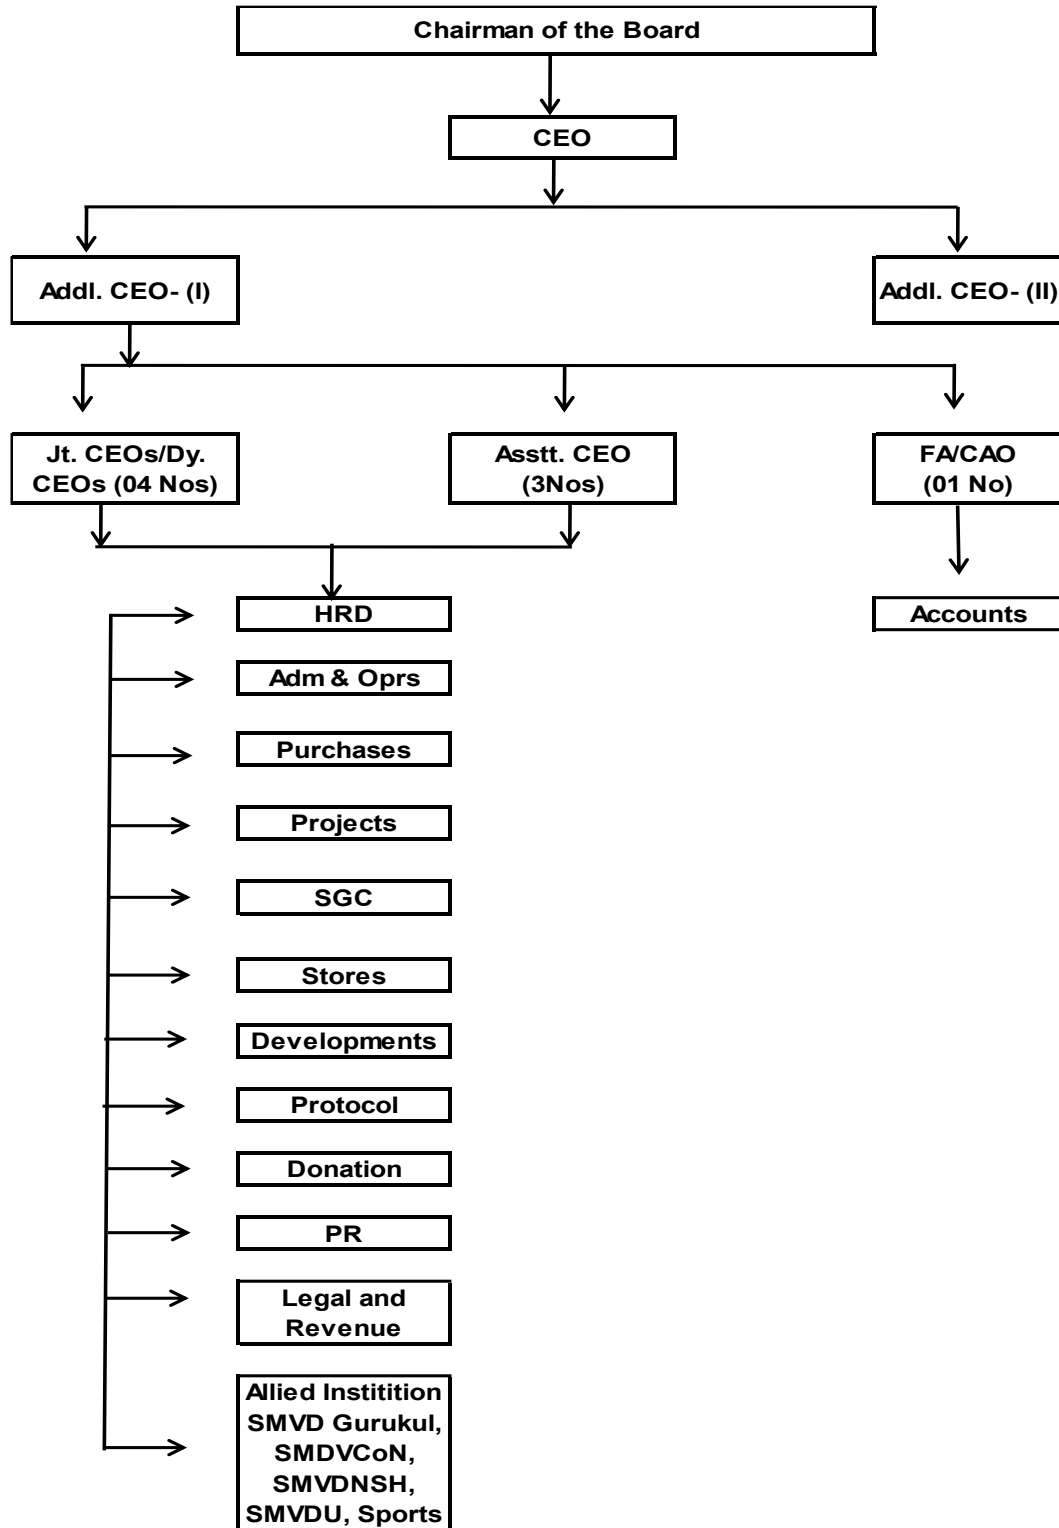 Chairman of the Board
CEO
Addl. CEO- (I)
Addl. CEO- (II)
Jt. CEOs/Dy.
CEOs (04 Nos)
Asstt. CEO
(3Nos)
FA/CAO
(01 No)
HRD
Accounts
Adm & Oprs
Purchases
Projects
SGC
Stores
Developments
Protocol
Donation
PR
Legal and
Revenue
Allied Institition
SMVD Gurukul,
SMDVCoN,
SMVDNSH,
SMVDU, Sports